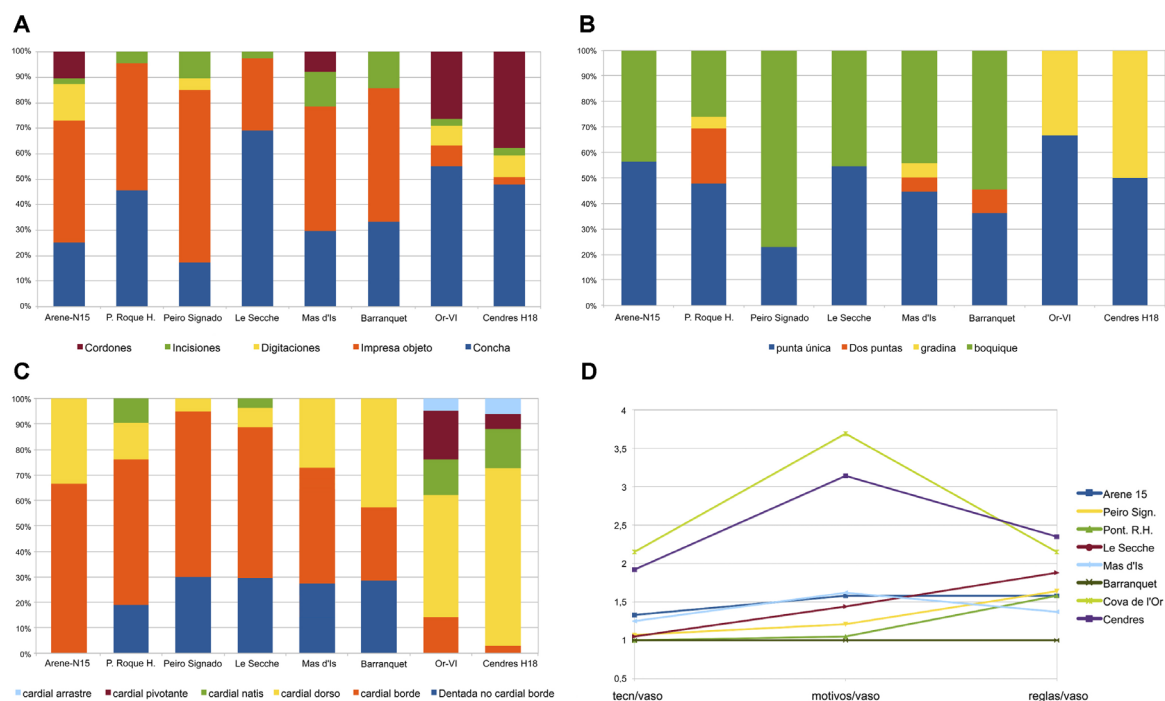 A
100%
90%
80%
70%
60%
50%
40%
30%
20%
10%
0%
Arene-N15 P. Roque H. Peiro Signado Le Secche Mas d'Is Barranquet Or-VI Cendres H18
Cordones Incisiones Digitaciones Impresa objeto Concha
B
100%
90%
80%
70%
60%
50%
40%
30%
20%
10%
0%
Arene-N15 P. Roque H. Peiro Signado Le Secche Mas d'Is Barranquet Or-VI Cendres H18
punta única Dos puntas gradina boquique
C
100%
90%
80%
70%
60%
50%
40%
30%
20%
10%
0%
Arene-N15 P. Roque H. Peiro Signado Le Secche Mas d'Is Barranquet Or-VI Cendres H18
cardial arrastre cardial pivotante cardial natis cardial dorso cardial borde Dentada no cardial borde
D
4
3,5
3
2,5
2
1,5
1
0,5
tecn/vaso motivos/vaso reglas/vaso
Arene 15
Peiro Sign.
Pont. R.H.
Le Secche
Mas d'Is
Barranquet
Cova de l'Or
Cendres